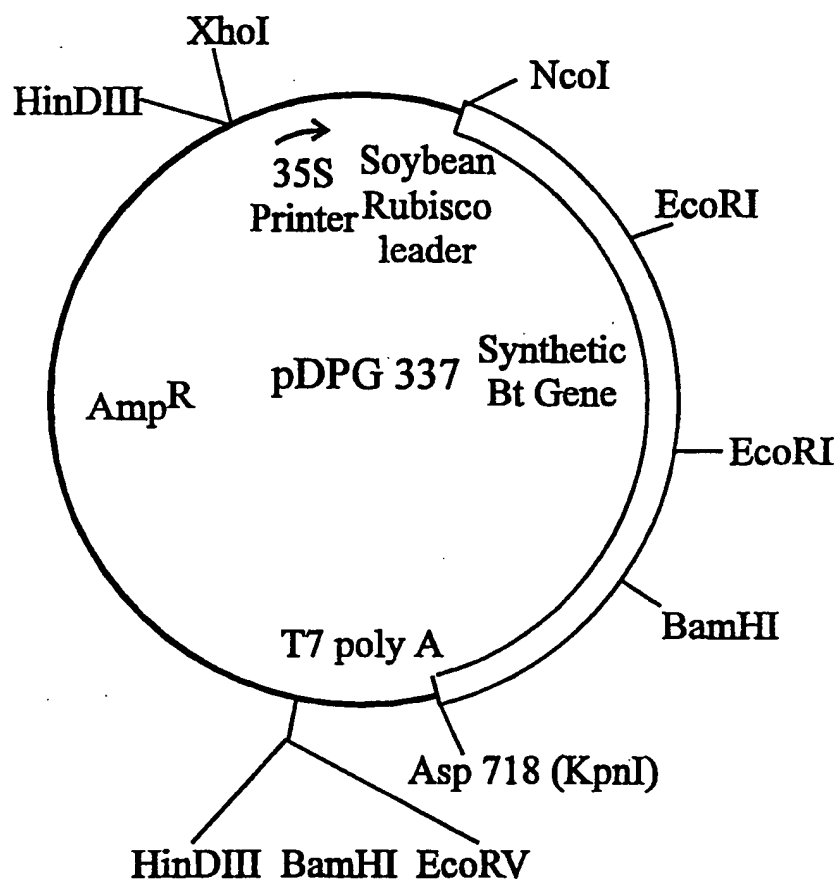 XhoI
HinDIII
NcoI
35S
Printer
Soybean
Rubisco
leader
EcoRI
pDPG 337
Synthetic
Bt Gene
Amp^R
EcoRI
BamHI
T7 poly A
Asp 718 (KpnI)
HinDIII BamHI EcoRV